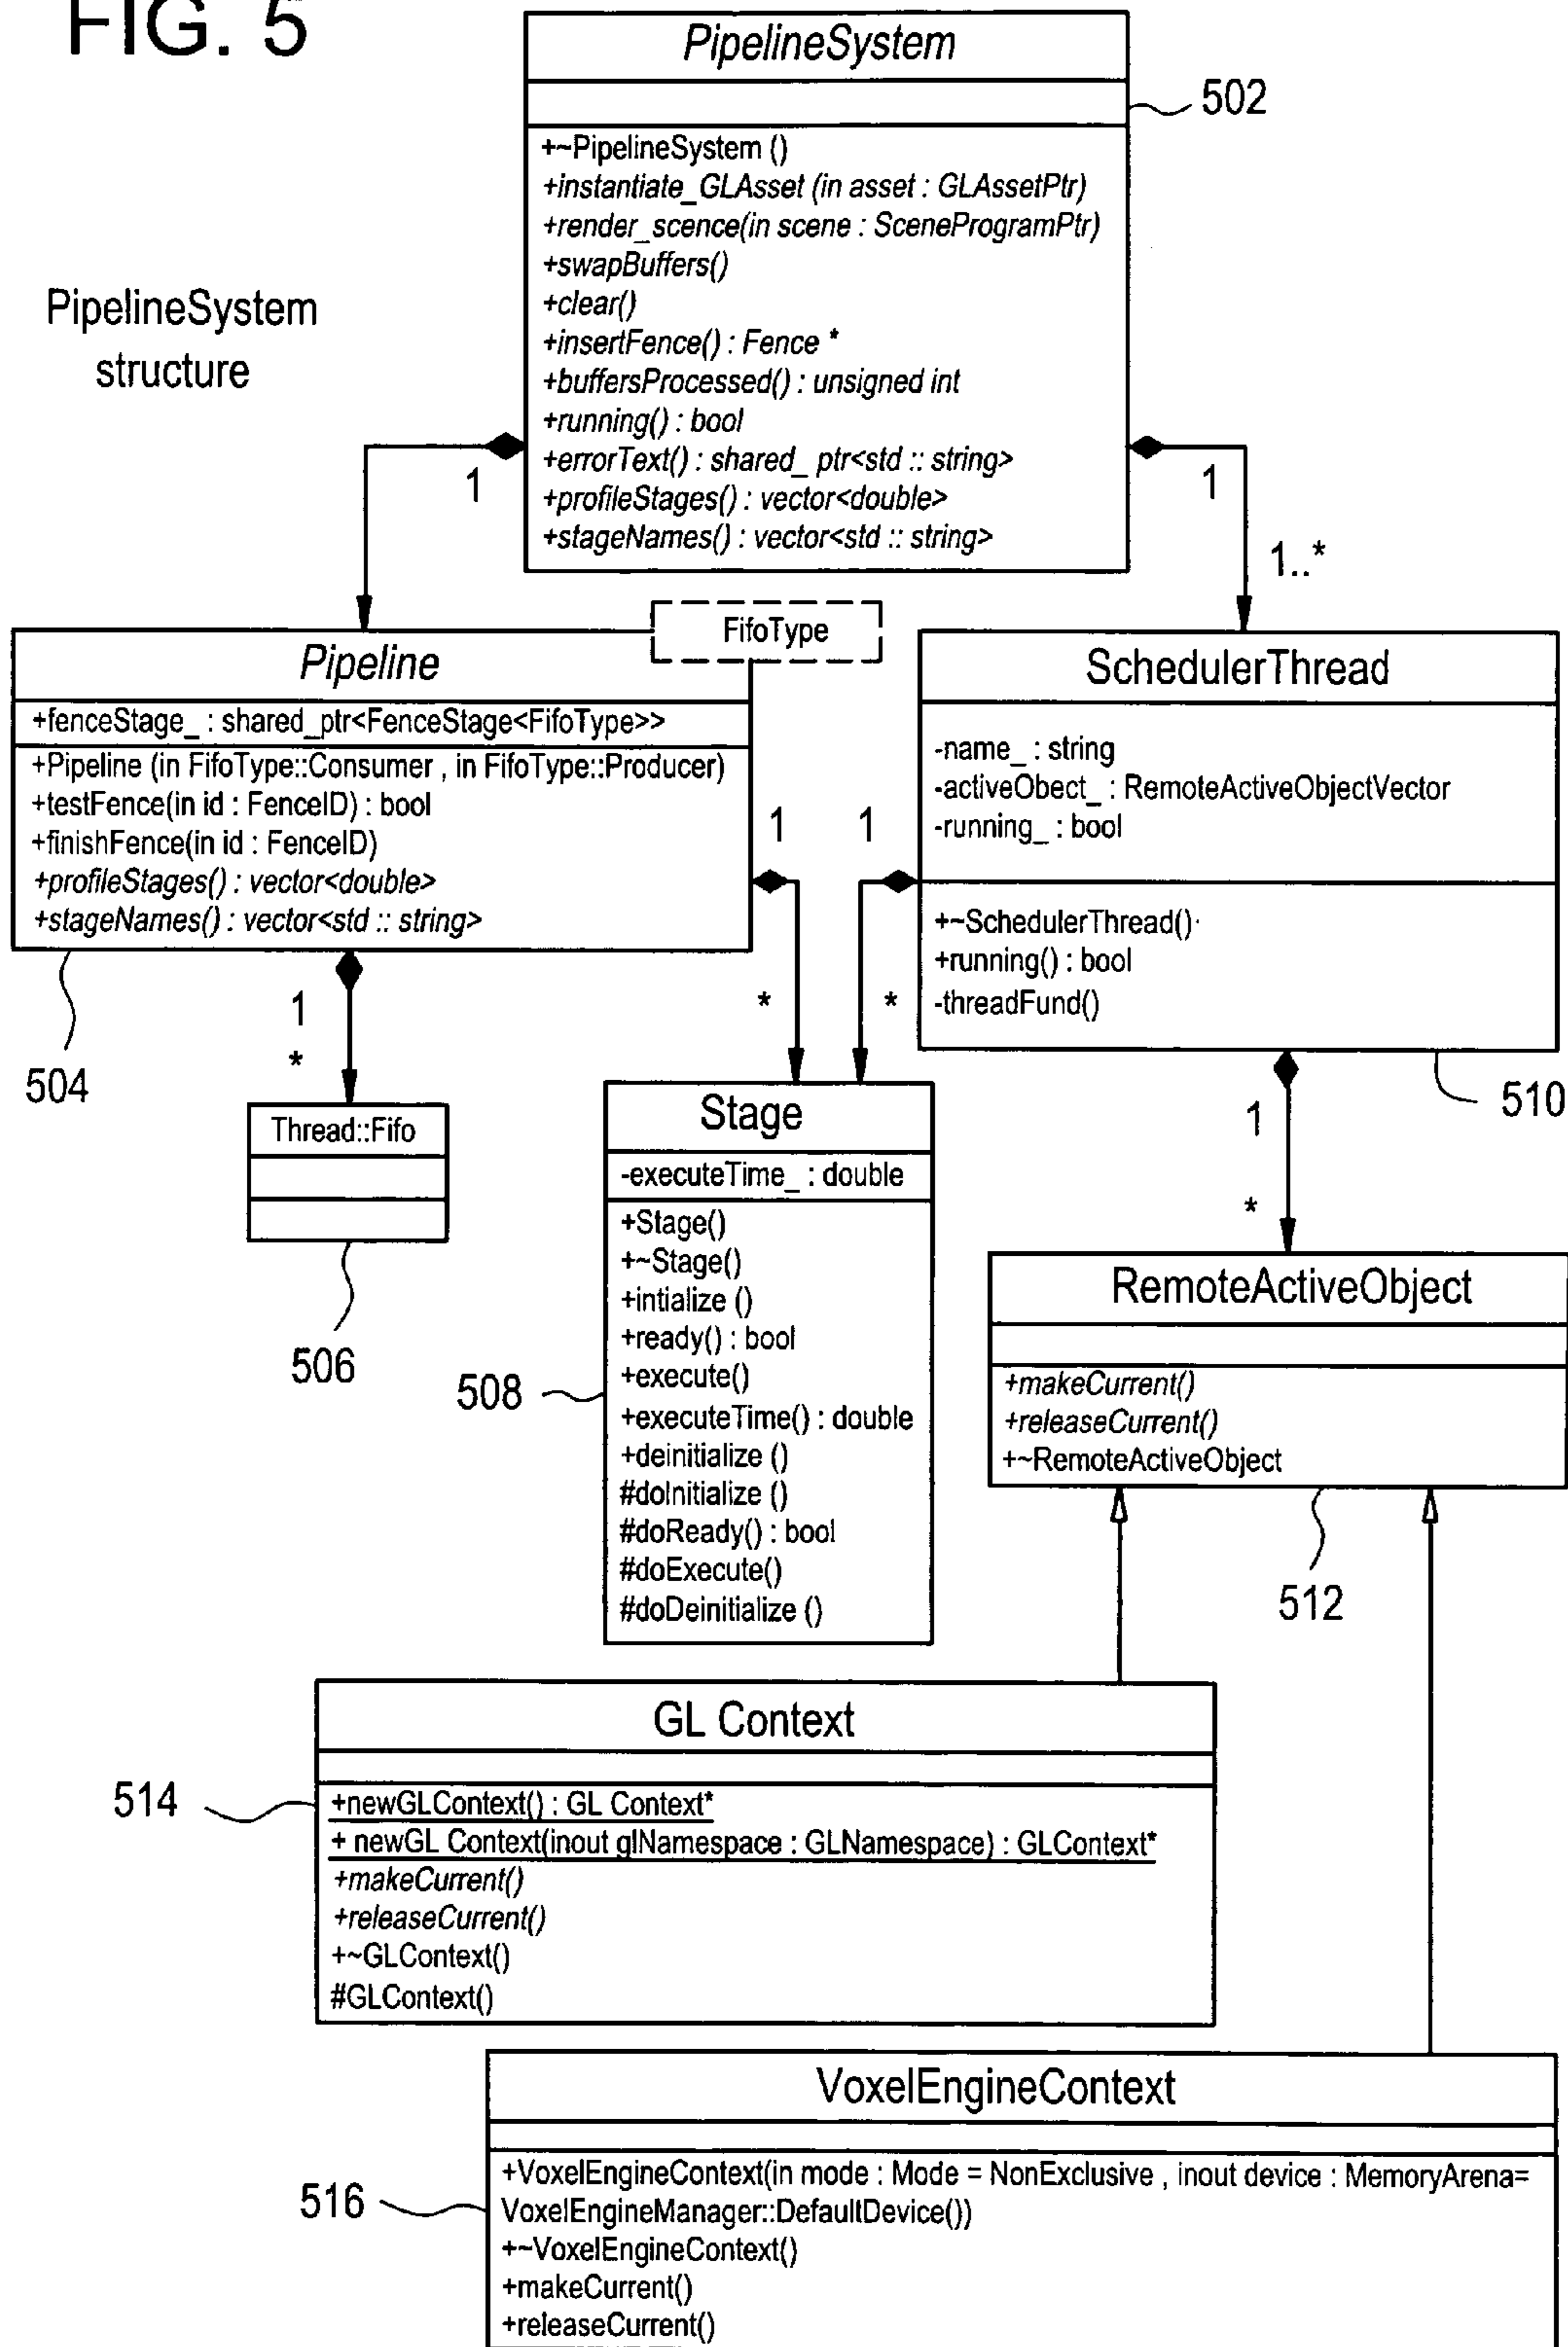 FIG. 5
PipelineSystem
502
+~PipelineSystem ()
+instantiate_GLAsset (in asset : GLAssetPtr)
+render_scence(in scene : SceneProgramPtr)
+swapBuffers()
+clear()
+insertFence() : Fence *
+buffersProcessed() : unsigned int
+running() : bool
+errorText() : shared_ ptr<std :: string>
+profileStages() : vector<double>
+stageNames() : vector<std :: string>
PipelineSystem
structure
1
1
1..*
FifoType
Pipeline
+fenceStage_ : shared_ptr<FenceStage<FifoType>>
+Pipeline (in FifoType::Consumer , in FifoType::Producer)
+testFence(in id : FenceID) : bool
+finishFence(in id : FenceID)
+profileStages() : vector<double>
+stageNames() : vector<std :: string>
504
SchedulerThread
-name_ : string
-activeObect_ : RemoteActiveObjectVector
-running_ : bool
+~SchedulerThread()
+running() : bool
-threadFund()
510
1
1
*
*
1
*
Thread::Fifo
506
Stage
-executeTime_ : double
+Stage()
+~Stage()
+intialize ()
+ready() : bool
+execute()
+executeTime() : double
+deinitialize ()
#doInitialize ()
#doReady() : bool
#doExecute()
#doDeinitialize ()
508
1
*
RemoteActiveObject
+makeCurrent()
+releaseCurrent()
+~RemoteActiveObject
512
GL Context
+newGLContext() : GL Context*
+ newGL Context(inout glNamespace : GLNamespace) : GLContext*
+makeCurrent()
+releaseCurrent()
+~GLContext()
#GLContext()
514
VoxelEngineContext
+VoxelEngineContext(in mode : Mode = NonExclusive , inout device : MemoryArena=
VoxelEngineManager::DefaultDevice())
+~VoxelEngineContext()
+makeCurrent()
+releaseCurrent()
516